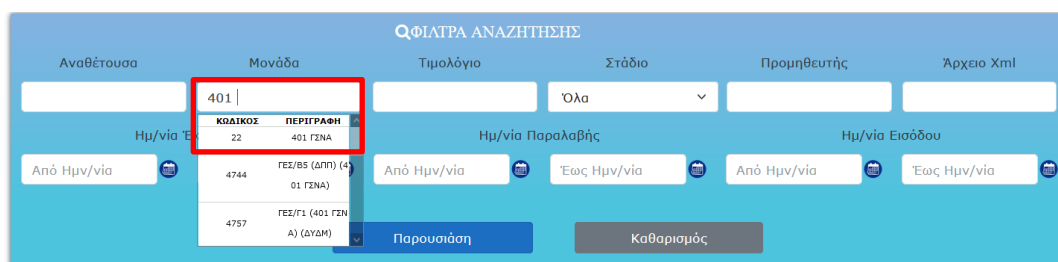 ΦΙΛΤΡΑ ΑΝΑΖΗΤΗΣΗΣ
Αναθέτουσα Μονάδα Τιμολόγιο Στάδιο Προμηθευτής Άρχειο Xml
401 Όλα
ΚΩΔΙΚΟΣ ΠΕΡΙΓΡΑΦΗ
22 401 ΓΣΝΑ
Ημ/νία Ημ/νία Παραλαβής Ημ/νία Εισόδου
4744 ΓΕΣ/Β5 (ΔΠΠ) (4
01 ΓΣΝΑ)
Από Ημν/νία Από Ημν/νία Έως Ημν/νία Από Ημν/νία Έως Ημν/νία
4757 ΓΕΣ/Γ1 (401 ΓΣΝ
Α) (ΔΥΔΜ)
Παρουσιάση Καθαρισμός